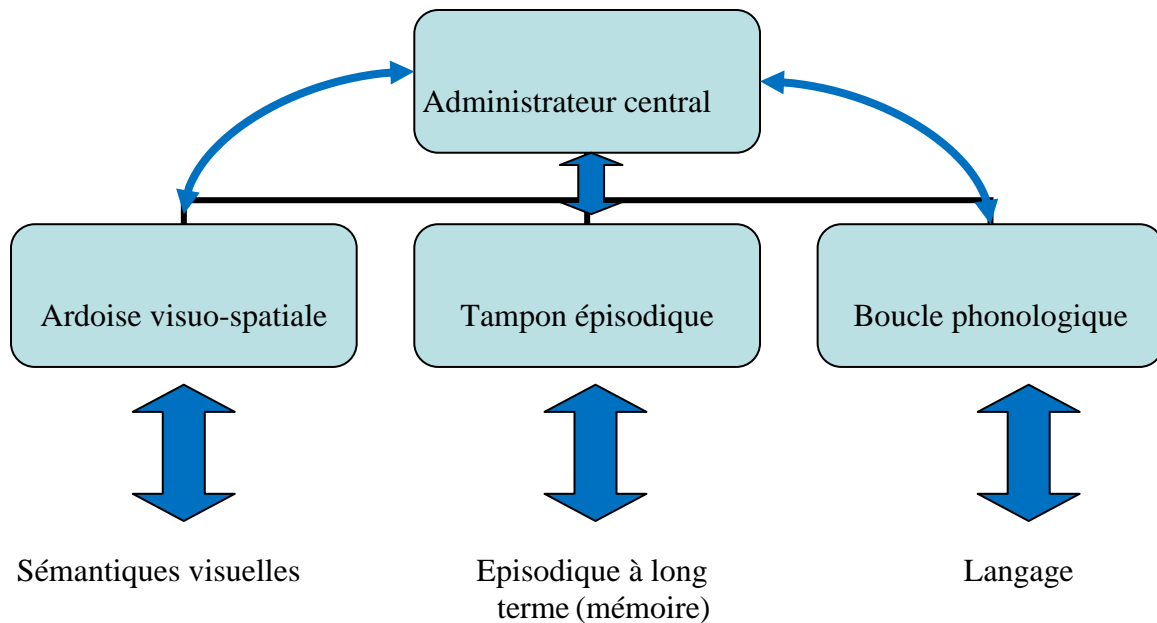 Administrateur central
Ardoise visuo-spatiale
Tampon épisodique
Boucle phonologique
Sémantiques visuelles
Episodique à long
terme (mémoire)
Langage